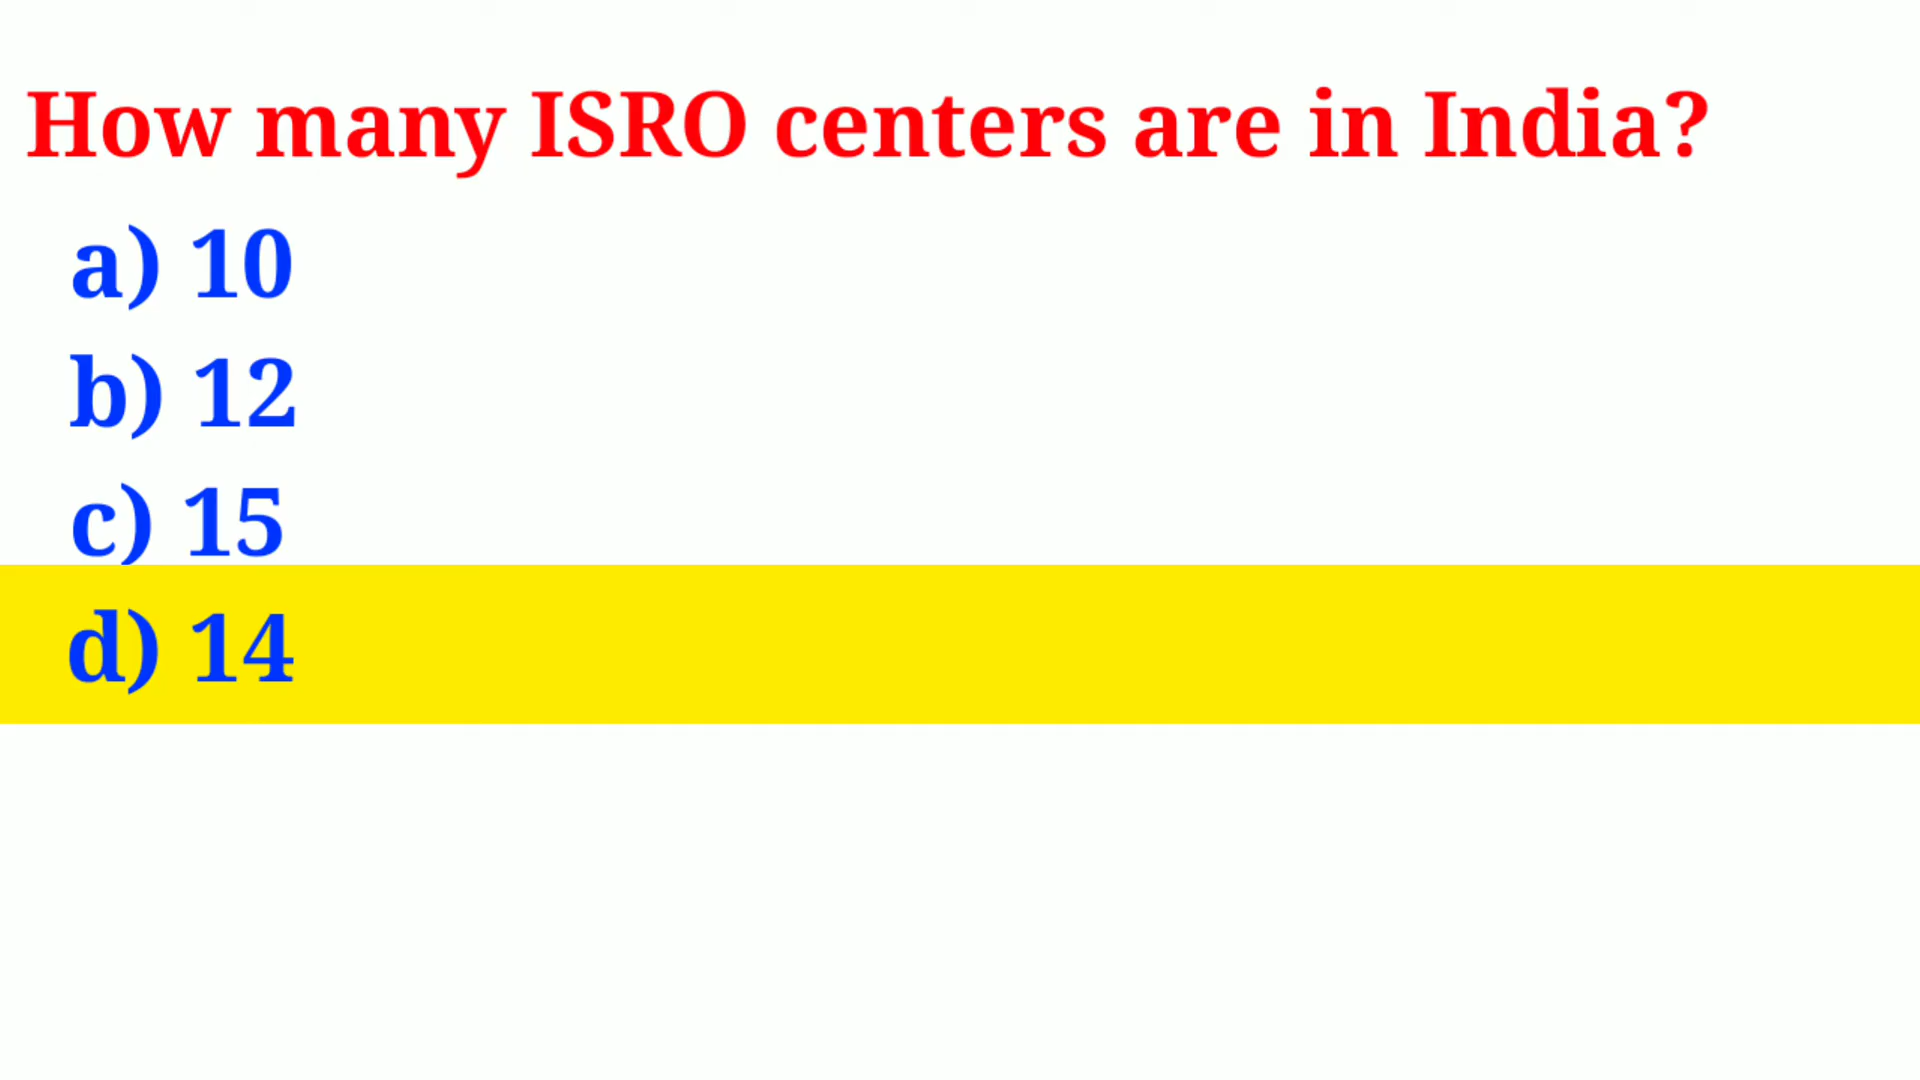 How many ISRO centers are in India?
a) 10
b) 12
c) 15
d) 14